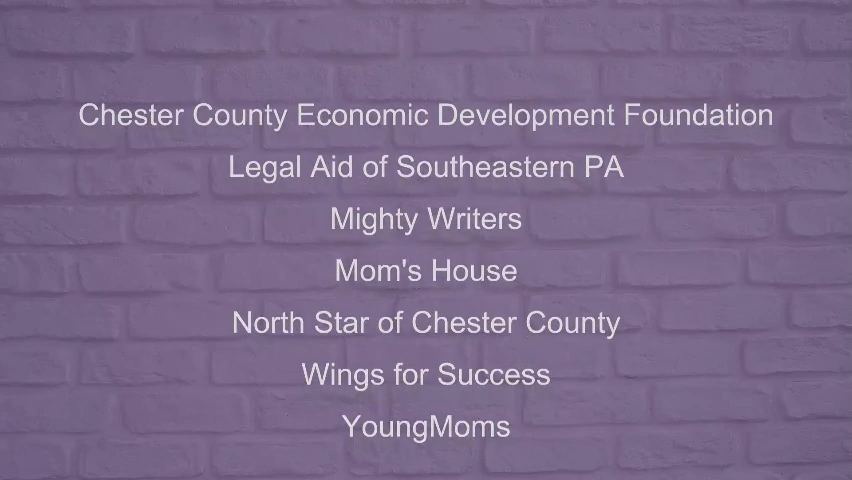 Chester County Economic Development Foundation
Legal Aid of Southeastern PA
Mighty Writers
Mom's House
North Star of Chester County
Wings for Success
YoungMoms